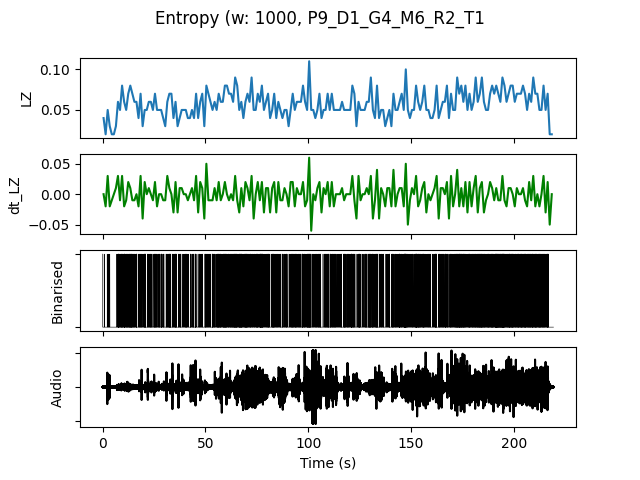 Entropy (w: 1000, P9_D1_G4_M6_R2_T1
LZ
0.10
0.05
dt_LZ
0.05
0.00
−0.05
Binarised
Audio
0 50 100 150 200
Time (s)